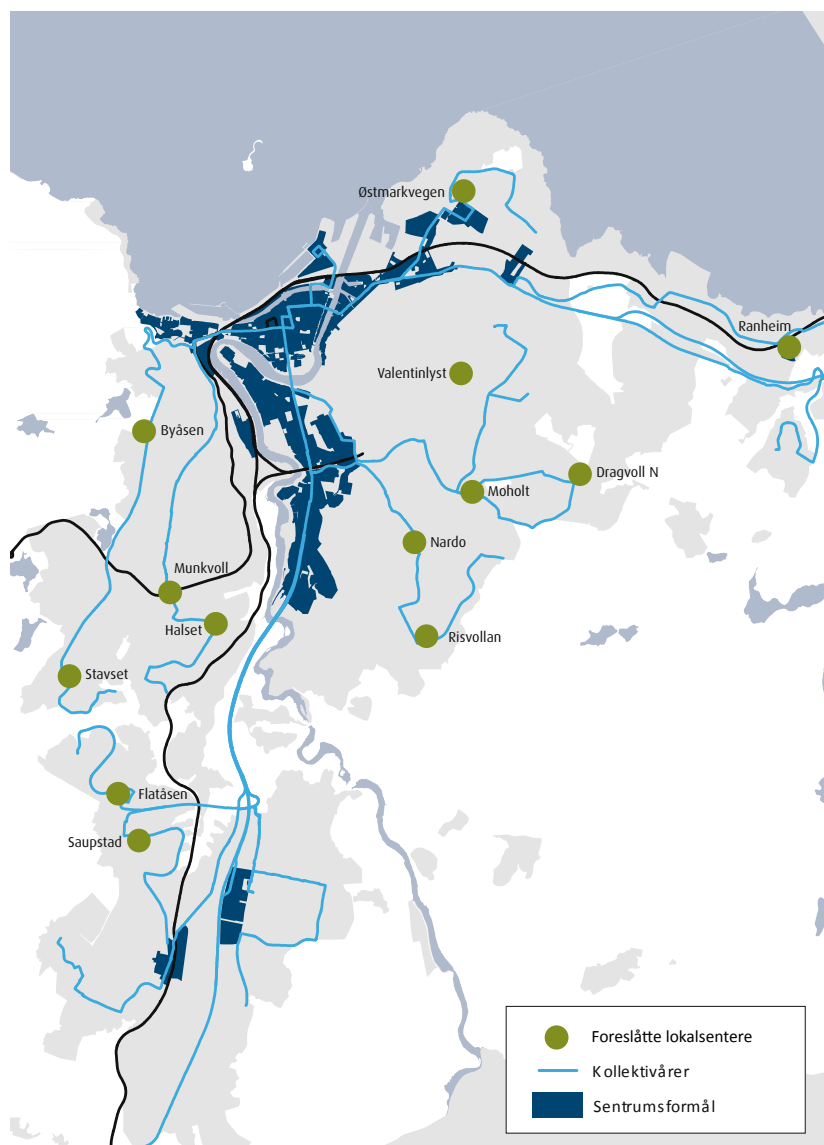 Østmarkvegen
Ranheim
Valentinlyst
Byåsen
Dragvoll N
Moholt
Nardo
Munkvoll
Halset
Risvollan
Stavset
Flatåsen
Saupstad
Foreslåtte lokalsentere
Kollektivårer
Sentrumsformål